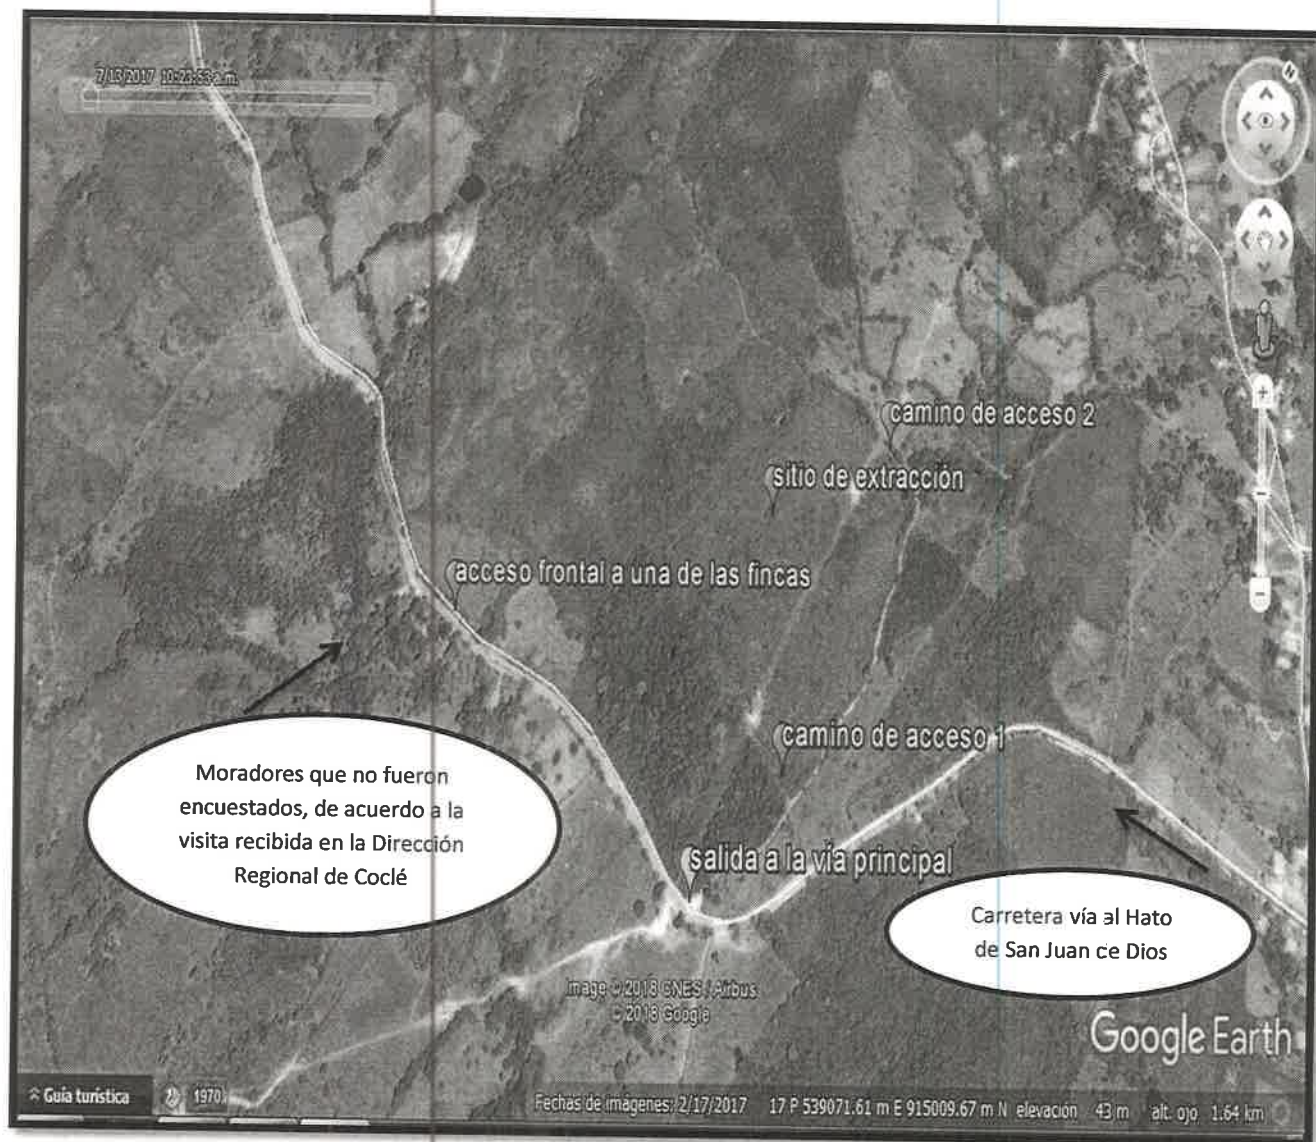 7/13/2017 10:23:53 a.m.
N
camino de acceso 2
sitio de extracción
acceso frontal a una de las fincas
camino de acceso 1
Moradores que no fueron
encuestados, de acuerdo a la
visita recibida en la Dirección
Regional de Coclé
salida a la vía principal
Carretera vía al Hato
de San Juan de Dios
Image © 2018 CNES / Airbus
© 2018 Google
Google Earth
Guía turística
1970
Fechas de imágenes: 2/17/2017 17 P 539071.61 m E 915009.67 m N elevación 43 m alt. ojo 1.64 km